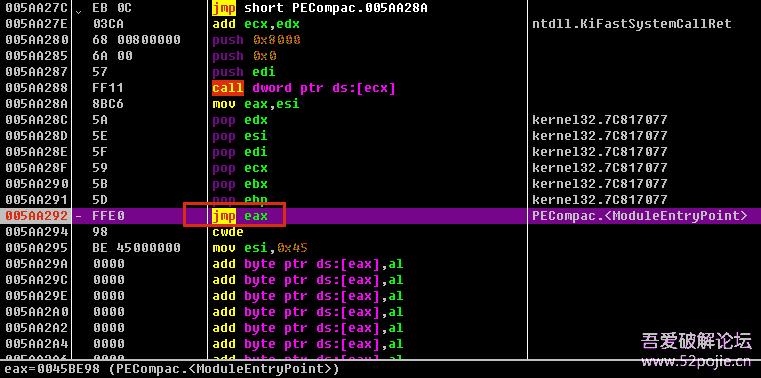 005AA27C EB 0C jmp short PECompac.005AA28A
005AA27E 03CA add ecx,edx ntdll.KiFastSystemCallRet
005AA280 68 00800000 push 0x8000
005AA285 6A 00 push 0x0
005AA287 57 push edi
005AA288 FF11 call dword ptr ds:[ecx]
005AA28A 8BC6 mov eax,esi
005AA28C 5A pop edx kernel32.7C817077
005AA28D 5E pop esi kernel32.7C817077
005AA28E 5F pop edi kernel32.7C817077
005AA28F 59 pop ecx kernel32.7C817077
005AA290 5B pop ebx kernel32.7C817077
005AA291 5D pop ebp kernel32.7C817077
005AA292 - FFE0 jmp eax PECompac.<ModuleEntryPoint>
005AA294 98 cwde
005AA295 BE 45000000 mov esi,0x45
005AA29A 0000 add byte ptr ds:[eax],al
005AA29C 0000 add byte ptr ds:[eax],al
005AA29E 0000 add byte ptr ds:[eax],al
005AA2A0 0000 add byte ptr ds:[eax],al
005AA2A2 0000 add byte ptr ds:[eax],al
005AA2A4 0000 add byte ptr ds:[eax],al
005AA2A6 0000 add byte ptr ds:[eax],al
吾爱破解论坛
www.52pojie.cn
eax=0045BE98 (PECompac.<ModuleEntryPoint>)